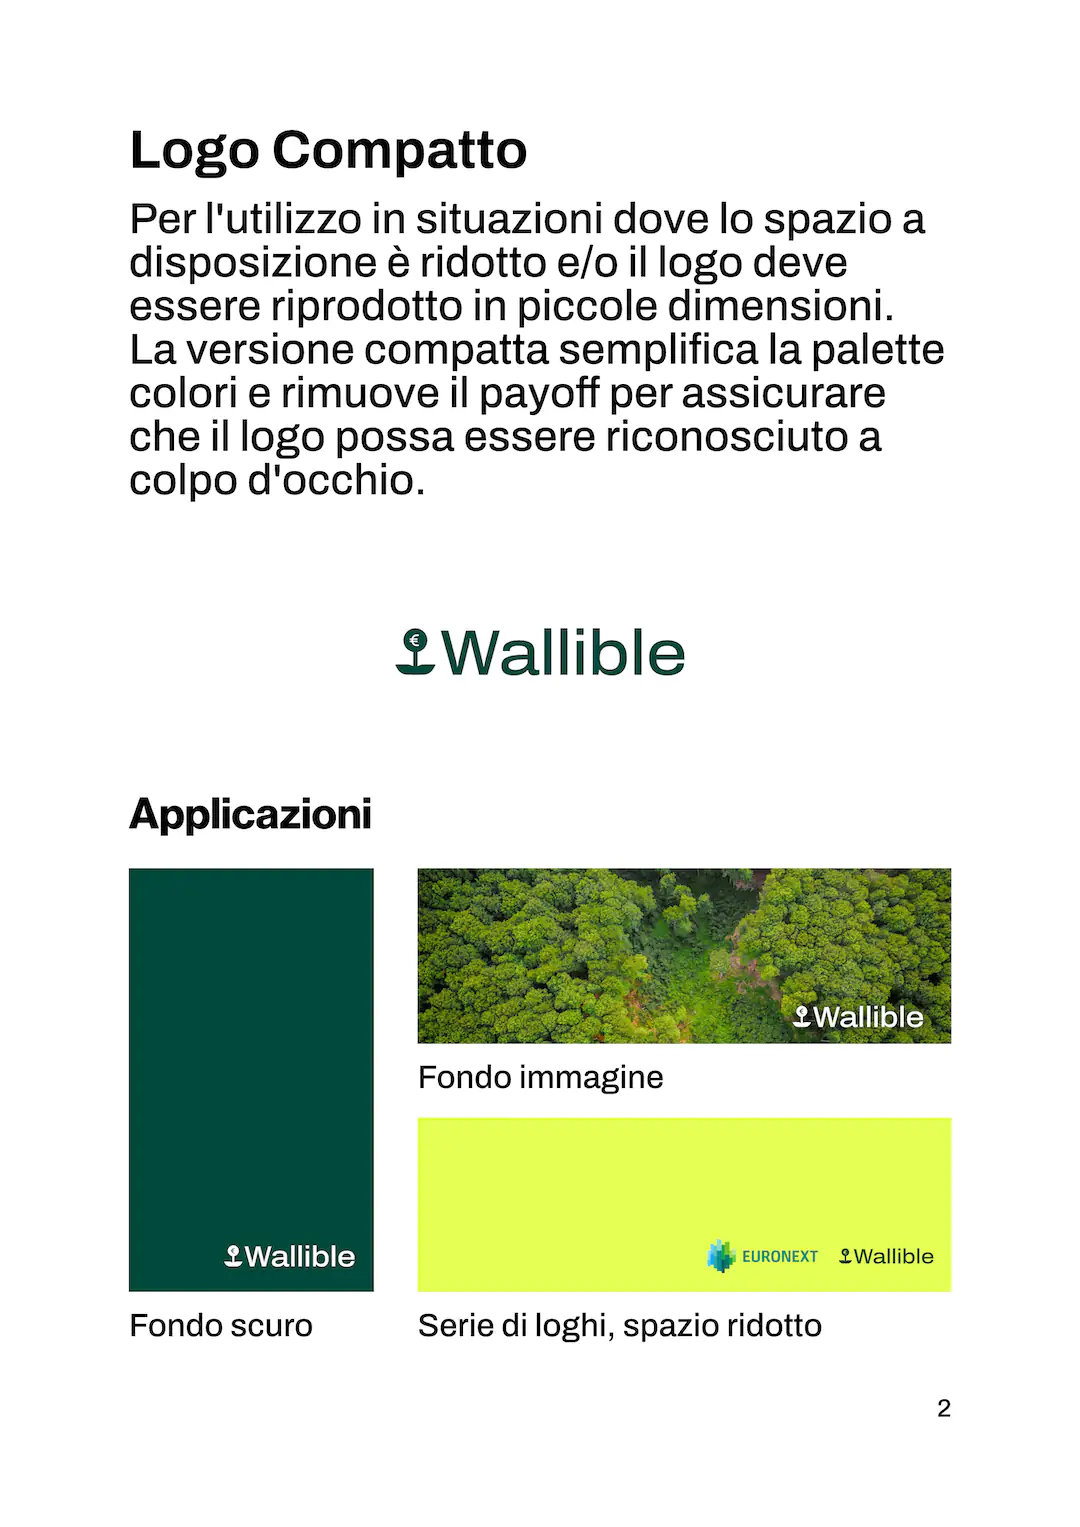 Logo Compatto
Per l'utilizzo in situazioni dove lo spazio a
disposizione è ridotto e/o il logo deve
essere riprodotto in piccole dimensioni.
La versione compatta semplifica la palette
colori e rimuove il payoff per assicurare
che il logo possa essere riconosciuto a
colpo d'occhio.
€ Wallible
Applicazioni
Wallible
Fondo scuro
Wallible
Fondo immagine
EURONEXT Wallible
Serie di loghi, spazio ridotto
2